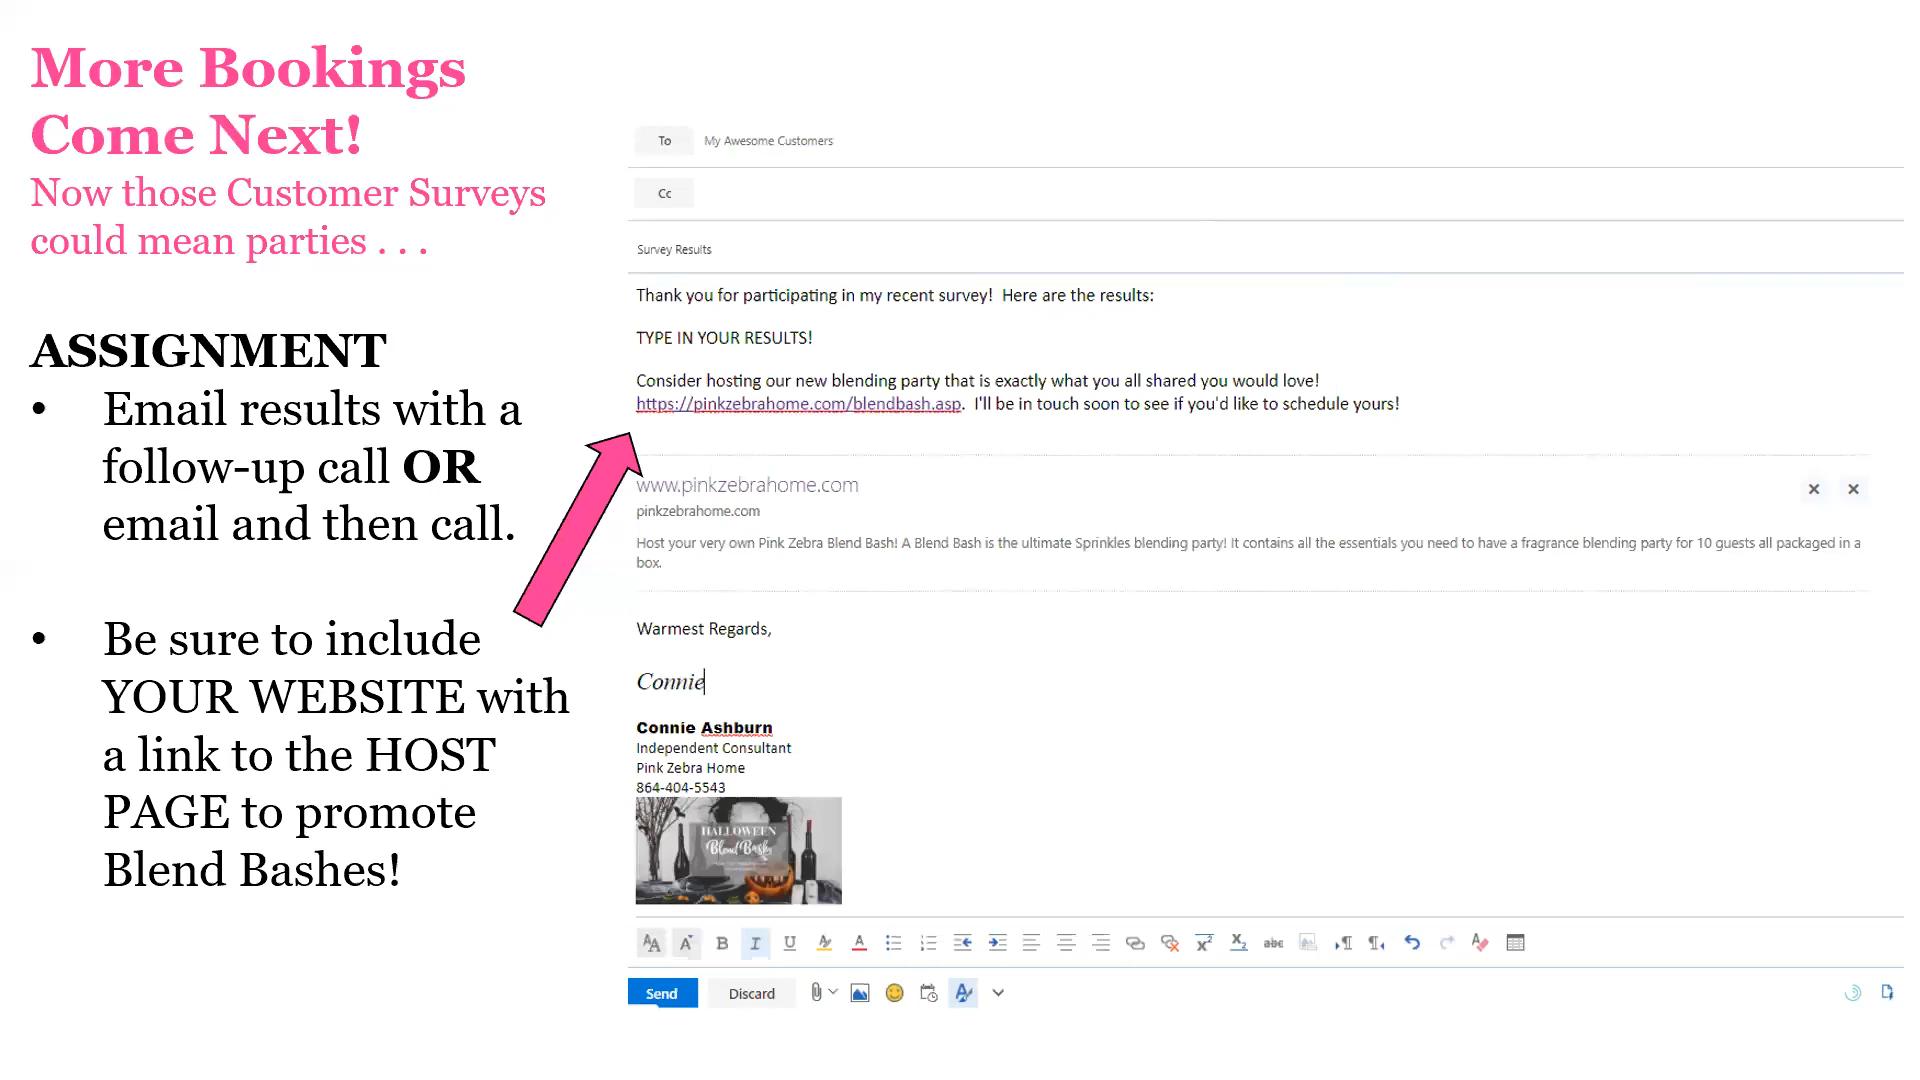 More Bookings
Come Next!
Now those Customer Surveys
could mean parties . . .
ASSIGNMENT
• Email results with a
follow-up call OR
email and then call.
• Be sure to include
YOUR WEBSITE with
a link to the HOST
PAGE to promote
Blend Bashes!
To My Awesome Customers
Cc
Survey Results
Thank you for participating in my recent survey!  Here are the results:
TYPE IN YOUR RESULTS!
Consider hosting our new blending party that is exactly what you all shared you would love!
https://pinkzebrahome.com/blendbash.asp.  I'll be in touch soon to see if you'd like to schedule yours!
www.pinkzebrahome.com
pinkzebrahome.com
Host your very own Pink Zebra Blend Bash! A Blend Bash is the ultimate Sprinkles blending party! It contains all the essentials you need to have a fragrance blending party for 10 guests all packaged in a
box.
Warmest Regards,
Connie
Connie Ashburn
Independent Consultant
Pink Zebra Home
864-404-5543
HALLOWEEN
Blend Bash
Send Discard